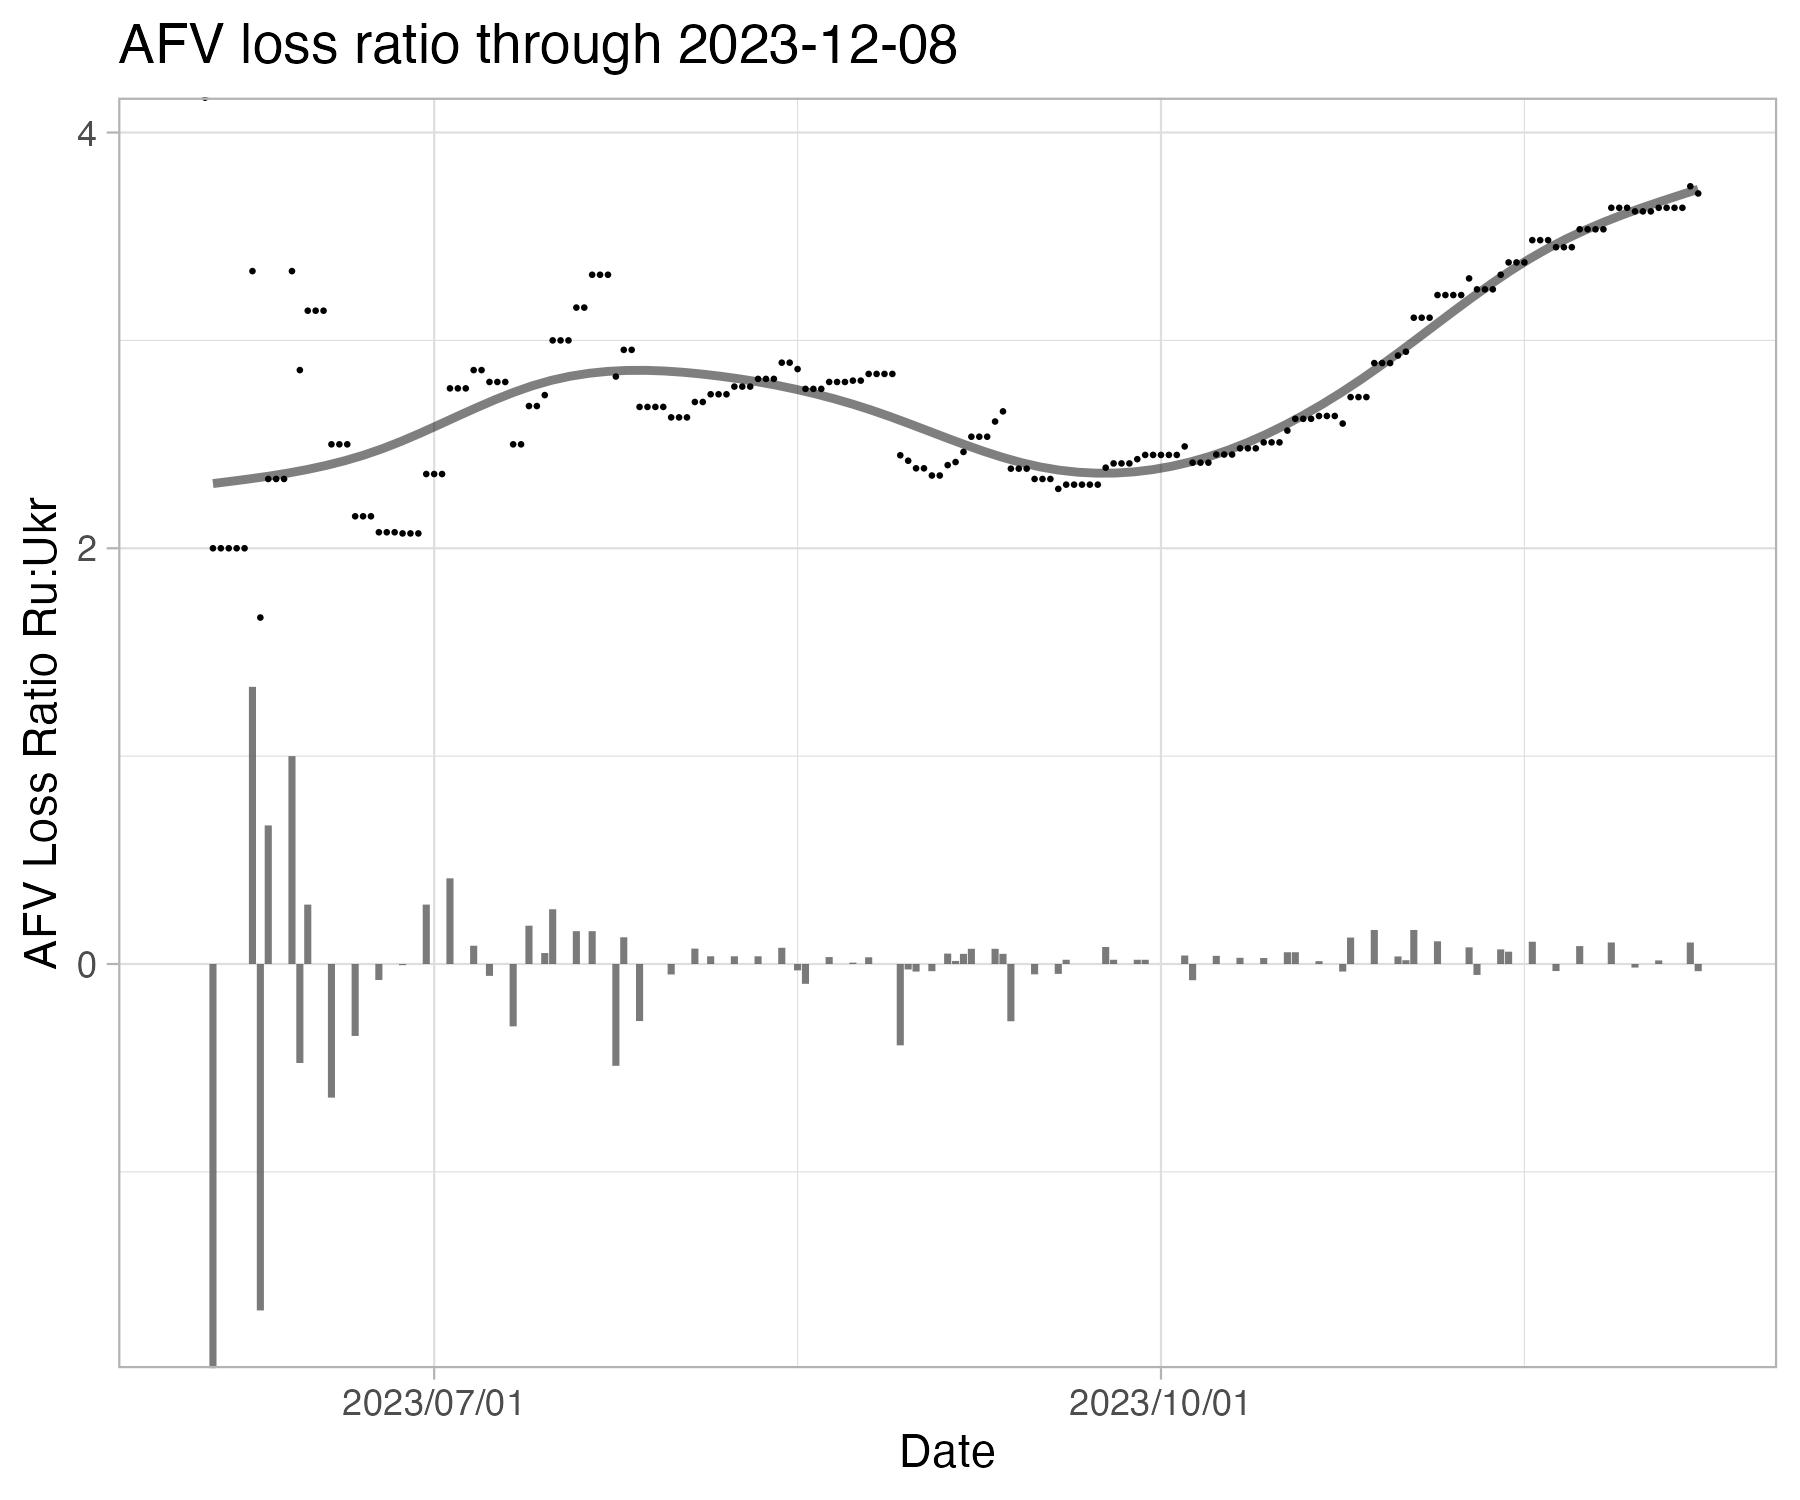 AFV loss ratio through 2023-12-08
AFV Loss Ratio Ru:Ukr
4
2
0
2023/07/01
2023/10/01
Date